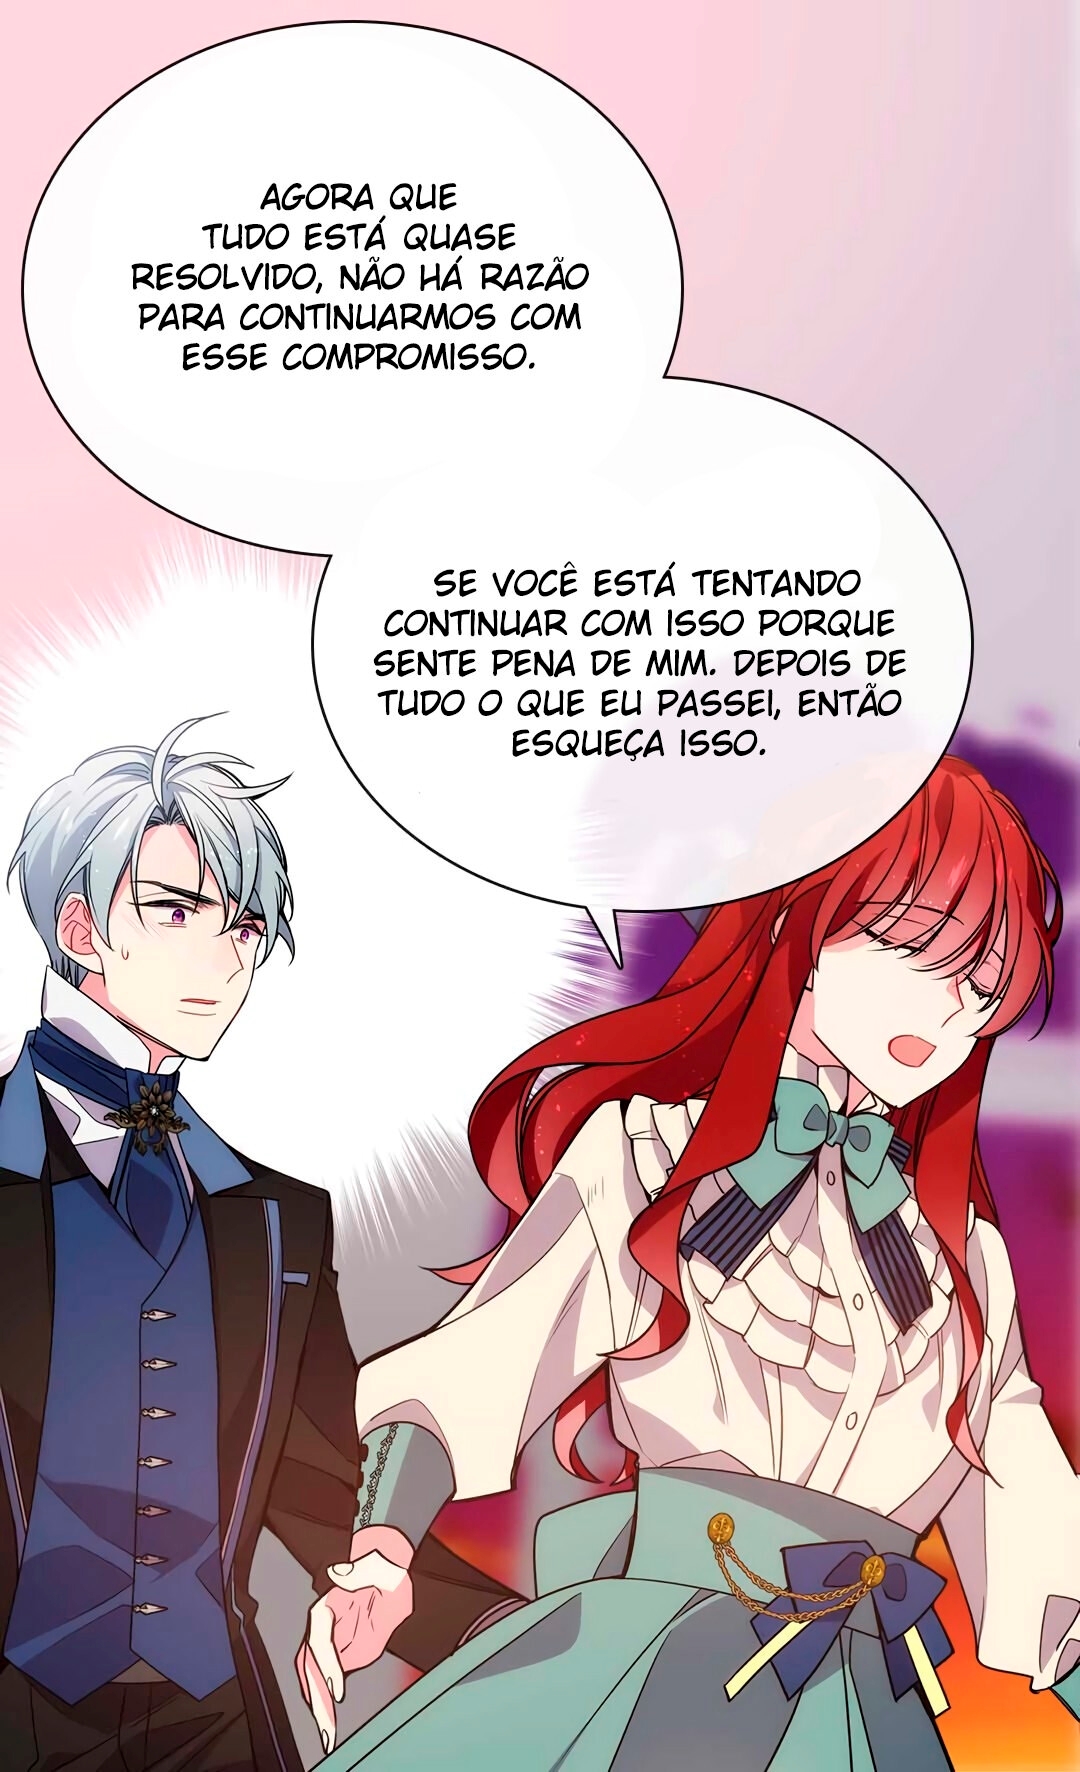 AGORA QUE
TUDO ESTÁ QUASE
RESOLVIDO, NÃO HÁ RAZÃO
PARA CONTINUARMOS COM
ESSE COMPROMISSO.
SE VOCÊ ESTÁ TENTANDO
CONTINUAR COM ISSO PORQUE
SENTE PENA DE MIM. DEPOIS DE
TUDO O QUE EU PASSEI, ENTÃO
ESQUEÇA ISSO.